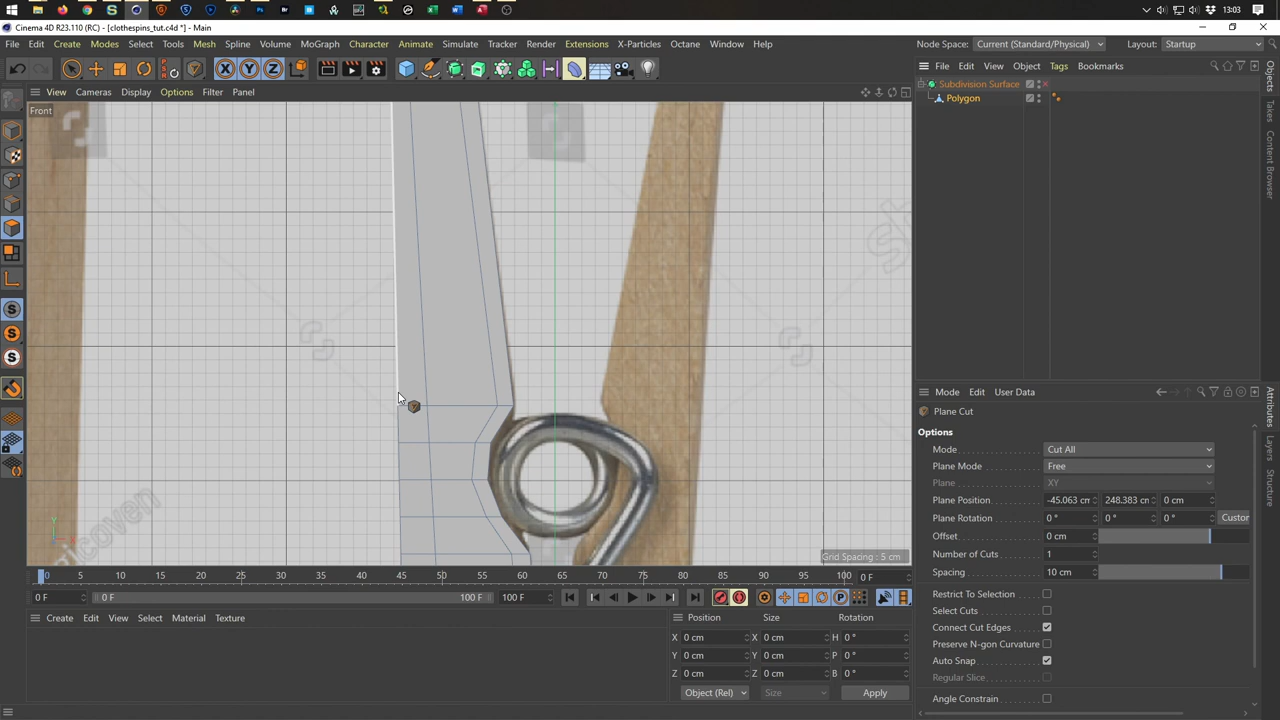 13:03
Cinema 4D R23.110 (RC) - [clothespins_tut.c4d *] - Main
File Edit Create Modes Select Tools Mesh Spline Volume MoGraph Character Animate Simulate Tracker Render Extensions X-Particles Octane Window Help
Node Space: Current (Standard/Physical) Layout: Startup
File Edit View Object Tags Bookmarks
Subdivision Surface
Polygon
View Cameras Display Options Filter Panel
Front
X Y Z
Grid Spacing : 5 cm
Mode Edit User Data
Plane Cut
Options
Mode Cut All
Plane Mode Free
Plane XY
Plane Position -45.063 cm 248.383 cm 0 cm
Plane Rotation 0 ° 0 ° 0 ° Custor
Offset 0 cm
Number of Cuts 1
Spacing 10 cm
Restrict To Selection
Select Cuts
Connect Cut Edges
Preserve N-gon Curvature
Auto Snap
Regular Slice
Angle Constrain
0 5 10 15 20 25 30 35 40 45 50 55 60 65 70 75 80 85 90 95 100 0 F
0 F 0 F 100 F 100 F
Create Edit View Select Material Texture
Position Size Rotation
X 0 cm X 0 cm H 0 °
Y 0 cm Y 0 cm P 0 °
Z 0 cm Z 0 cm B 0 °
Object (Rel) Size Apply
Objects
Takes
Content Browser
Attributes
Layers
Structure